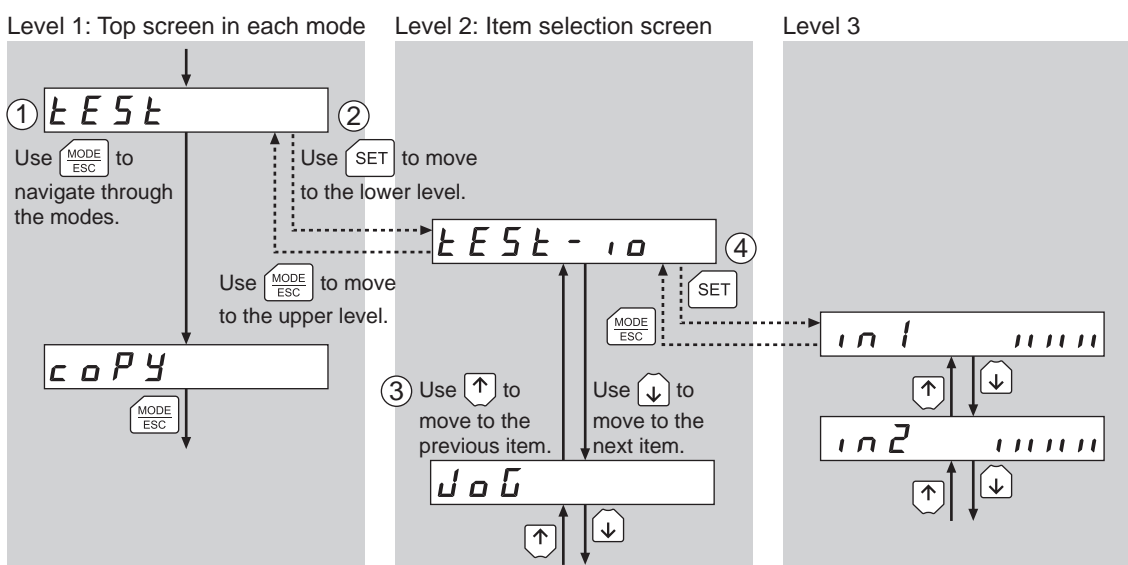 Level 1: Top screen in each mode
Level 2: Item selection screen
Level 3
1
tESt
2
Use MODE/ESC to
navigate through
the modes.
Use SET to move
to the lower level.
tESt-io
4
SET
Use MODE/ESC to move
to the upper level.
MODE
ESC
in1
coPY
MODE
ESC
3 Use ↑ to
move to the
previous item.
Use ↓ to
move to the
next item.
↑
↓
in2
JoG
↑
↓
↑
↓